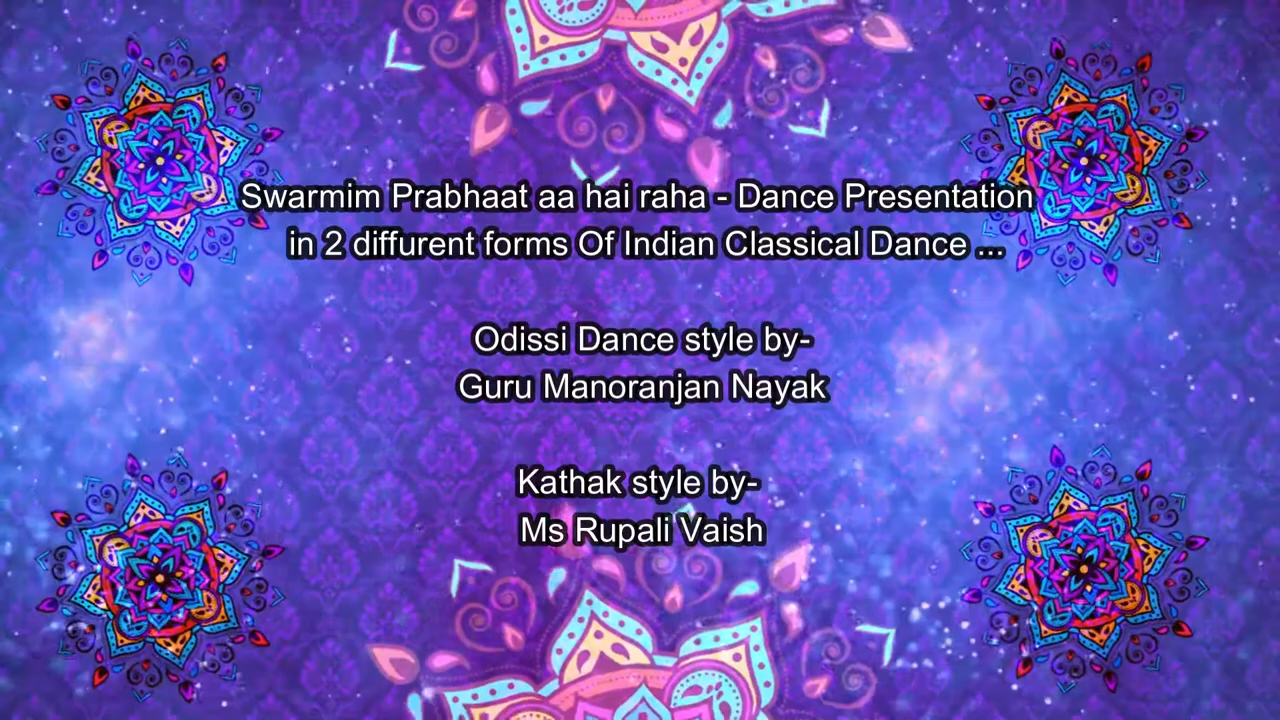 Swarmim Prabhaat aa hai raha - Dance Presentation
in 2 diffurent forms Of Indian Classical Dance ...
Odissi Dance style by-
Guru Manoranjan Nayak
Kathak style by-
Ms Rupali Vaish